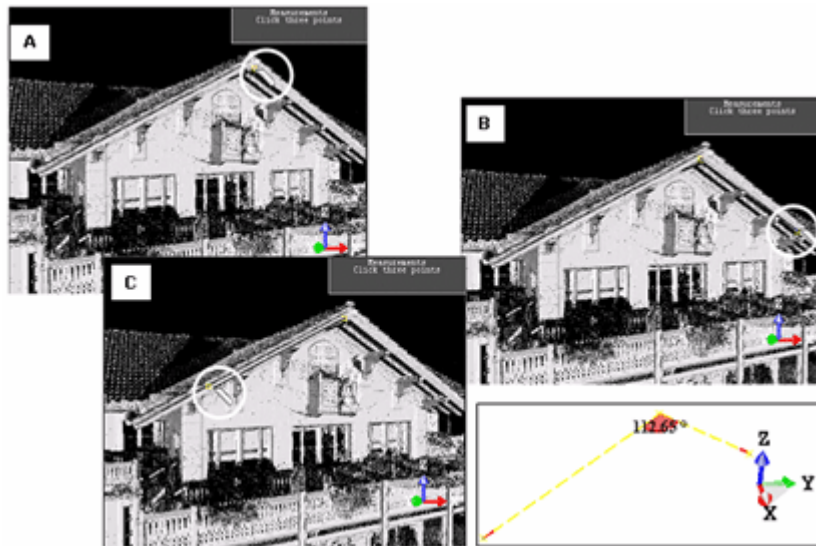 Measurements
Click three points
A
Measurements
Click three points
B
Measurements
Click three points
C
112.65°
Z
Y
X